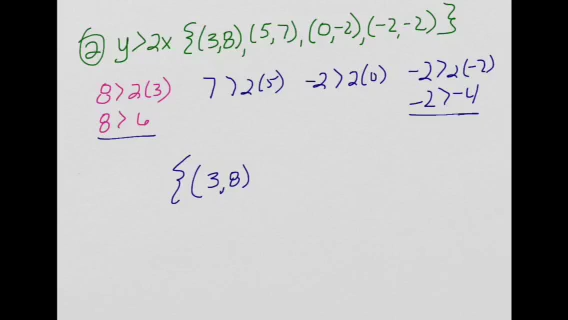 ② y>2x {(3,8),(5,7),(0,-2),(-2,-2)}
8>2(3) 7>2(5) -2>2(0) -2>2(-2)
8>6 -2>-4
{(3,8)